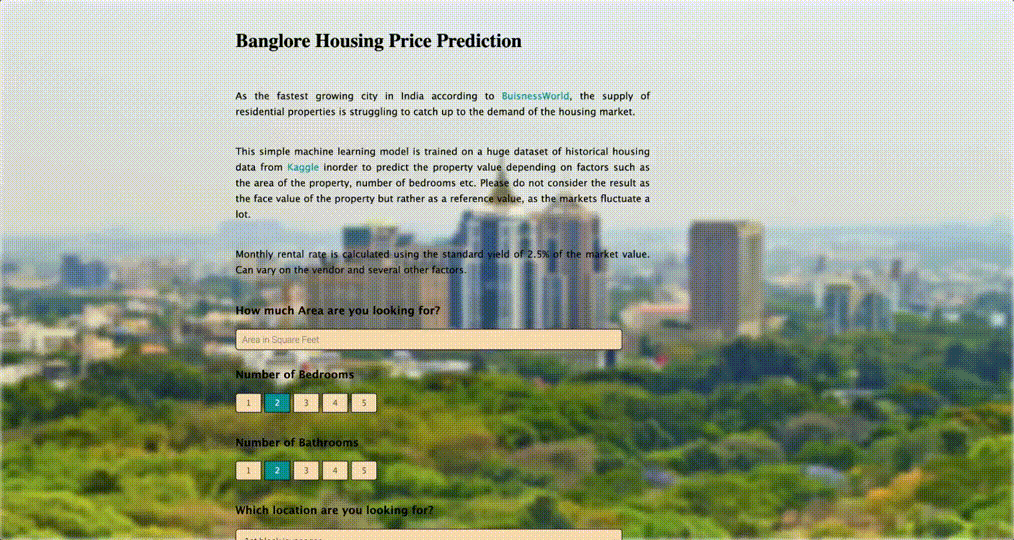 Banglore Housing Price Prediction
As the fastest growing city in India according to BuisnessWorld, the supply of
residential properties is struggling to catch up to the demand of the housing market.
This simple machine learning model is trained on a huge dataset of historical housing
data from Kaggle inorder to predict the property value depending on factors such as
the area of the property, number of bedrooms etc. Please do not consider the result as
the face value of the property but rather as a reference value, as the markets fluctuate a
lot.
Monthly rental rate is calculated using the standard yield of 2.5% of the market value.
Can vary on the vendor and several other factors.
How much Area are you looking for?
Area in Square Feet
Number of Bedrooms
1 2 3 4 5
Number of Bathrooms
1 2 3 4 5
Which location are you looking for?